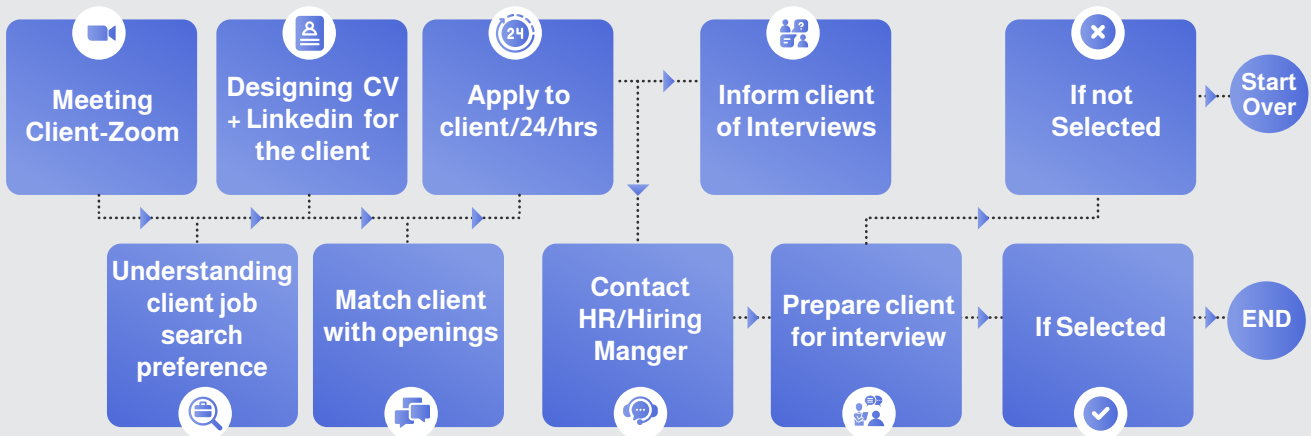 Meeting
Client-Zoom
Designing CV
+ Linkedin for
the client
24
Apply to
client/24/hrs
?
Inform client
of Interviews
If not
Selected
Start
Over
Understanding
client job
search
preference
Match client
with openings
Contact
HR/Hiring
Manger
Prepare client
for interview
If Selected
END